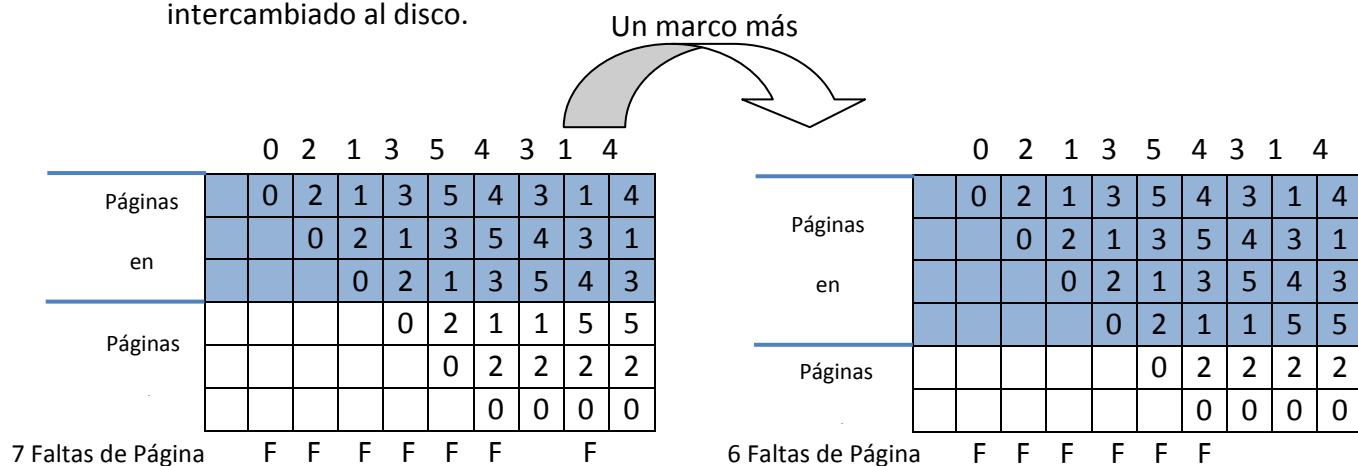 intercambiado al disco.
Un marco más
0 2 1 3 5 4 3 1 4
Páginas
en
Páginas
0 2 1 3 5 4 3 1 4
0 2 1 3 5 4 3 1
0 2 1 3 5 4 3
0 2 1 1 5 5
0 2 2 2 2
0 0 0 0
7 Faltas de Página F F F F F F F
0 2 1 3 5 4 3 1 4
Páginas
en
Páginas
0 2 1 3 5 4 3 1 4
0 2 1 3 5 4 3 1
0 2 1 3 5 4 3
0 2 1 1 5 5
0 2 2 2 2
0 0 0 0
6 Faltas de Página F F F F F F